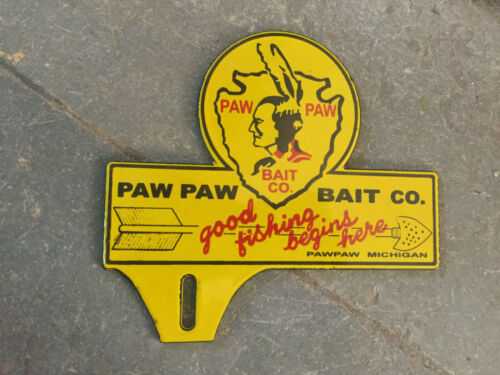 PAW PAW
BAIT
CO.
PAW PAW BAIT CO.
good
fishing
begins
here
PAWPAW MICHIGAN